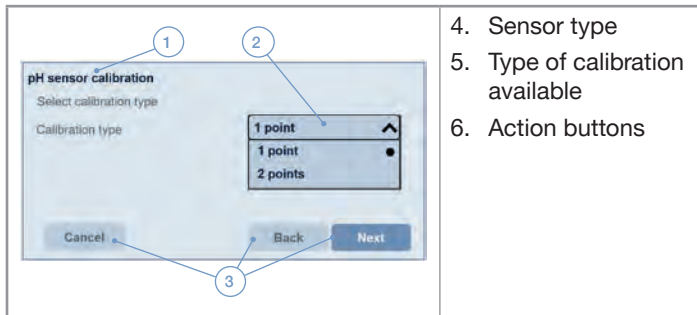 1
2
pH sensor calibration
Select calibration type
Calibration type
1 point
1 point
2 points
Cancel
Back
Next
3
4. Sensor type
5. Type of calibration
available
6. Action buttons